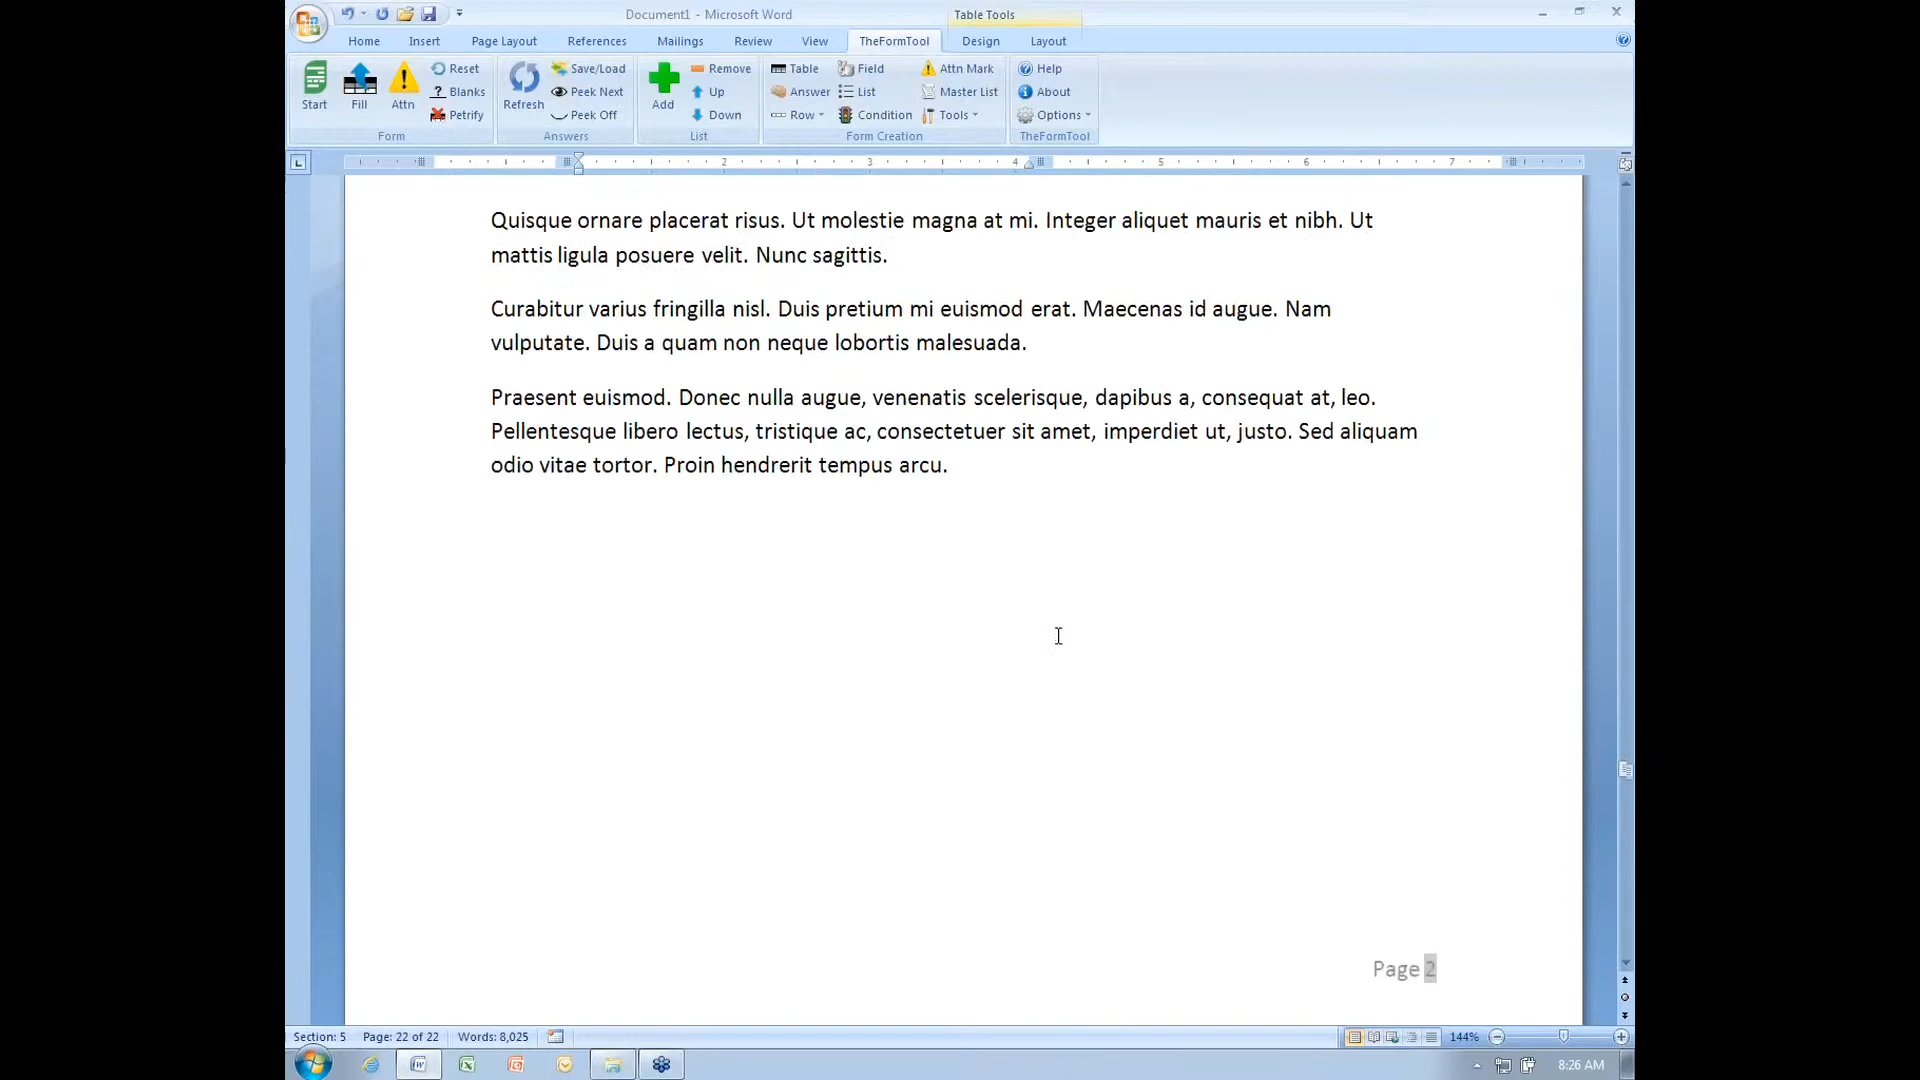 Document1 - Microsoft Word
Table Tools
Home Insert Page Layout References Mailings Review View TheFormTool Design Layout
Start Fill Attn Reset Blanks Petrify Form
Refresh Save/Load Peek Next Peek Off Answers
Add Remove Up Down List
Table Answer Row Field List Condition Attn Mark Master List Tools Form Creation
Help About Options TheFormTool
2 3 4 5 6 7
Quisque ornare placerat risus. Ut molestie magna at mi. Integer aliquet mauris et nibh. Ut
mattis ligula posuere velit. Nunc sagittis.
Curabitur varius fringilla nisl. Duis pretium mi euismod erat. Maecenas id augue. Nam
vulputate. Duis a quam non neque lobortis malesuada.
Praesent euismod. Donec nulla augue, venenatis scelerisque, dapibus a, consequat at, leo.
Pellentesque libero lectus, tristique ac, consectetuer sit amet, imperdiet ut, justo. Sed aliquam
odio vitae tortor. Proin hendrerit tempus arcu.
Page 2
Section: 5 Page: 22 of 22 Words: 8,025 144%
8:26 AM